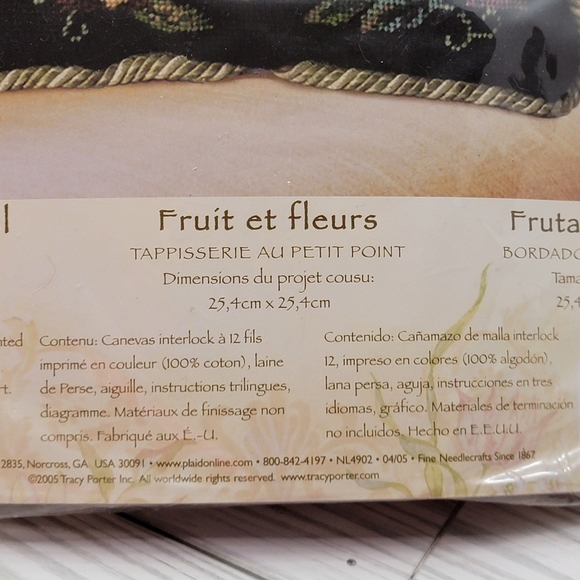 Fruit et fleurs
TAPPISSERIE AU PETIT POINT
Dimensions du projet cousu:
25,4cm x 25,4cm
Contenu: Canevas interlock à 12 fils
imprimé en couleur (100% coton), laine
de Perse, aiguille, instructions trilingues,
diagramme. Matériaux de finissage non
compris. Fabriqué aux É.-U.
Fruta
BORDADO
Tama
25,4
Contenido: Cañamazo de malla interlock
12, impreso en colores (100% algodón),
lana persa, aguja, instrucciones en tres
idiomas, gráfico. Materiales de terminación
no incluidos. Hecho en E.E.U.U.
2835, Norcross, GA USA 30091 • www.plaidonline.com • 800-842-4197 • NL4902 • 04/05 • Fine Needlecrafts Since 1867
©2005 Tracy Porter Inc. All worldwide rights reserved. www.tracyporter.com